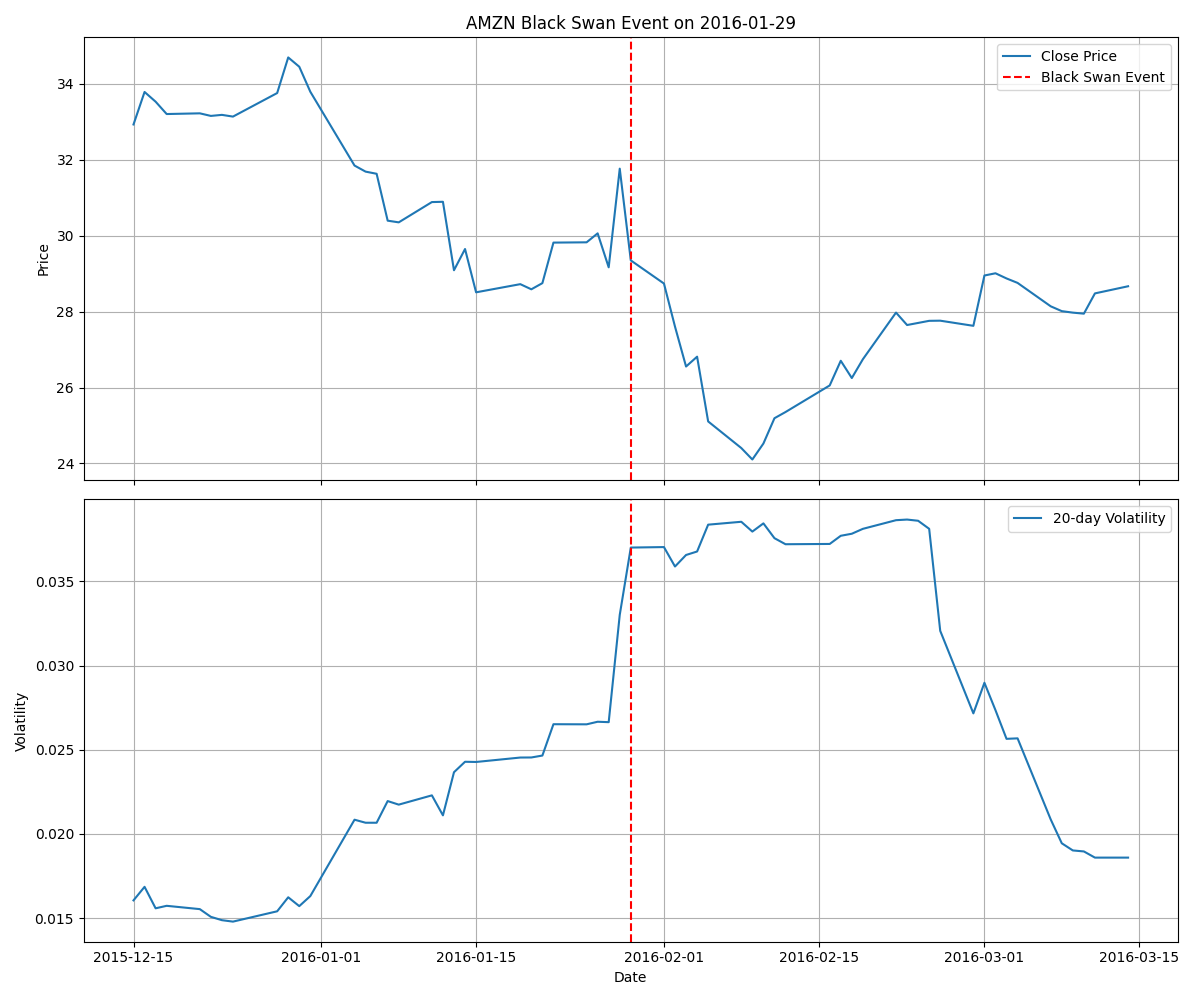 AMZN Black Swan Event on 2016-01-29
Close Price
Black Swan Event
34
32
30
28
26
24
Price
20-day Volatility
0.035
0.030
0.025
0.020
0.015
Volatility
2015-12-15 2016-01-01 2016-01-15 2016-02-01 2016-02-15 2016-03-01 2016-03-15
Date